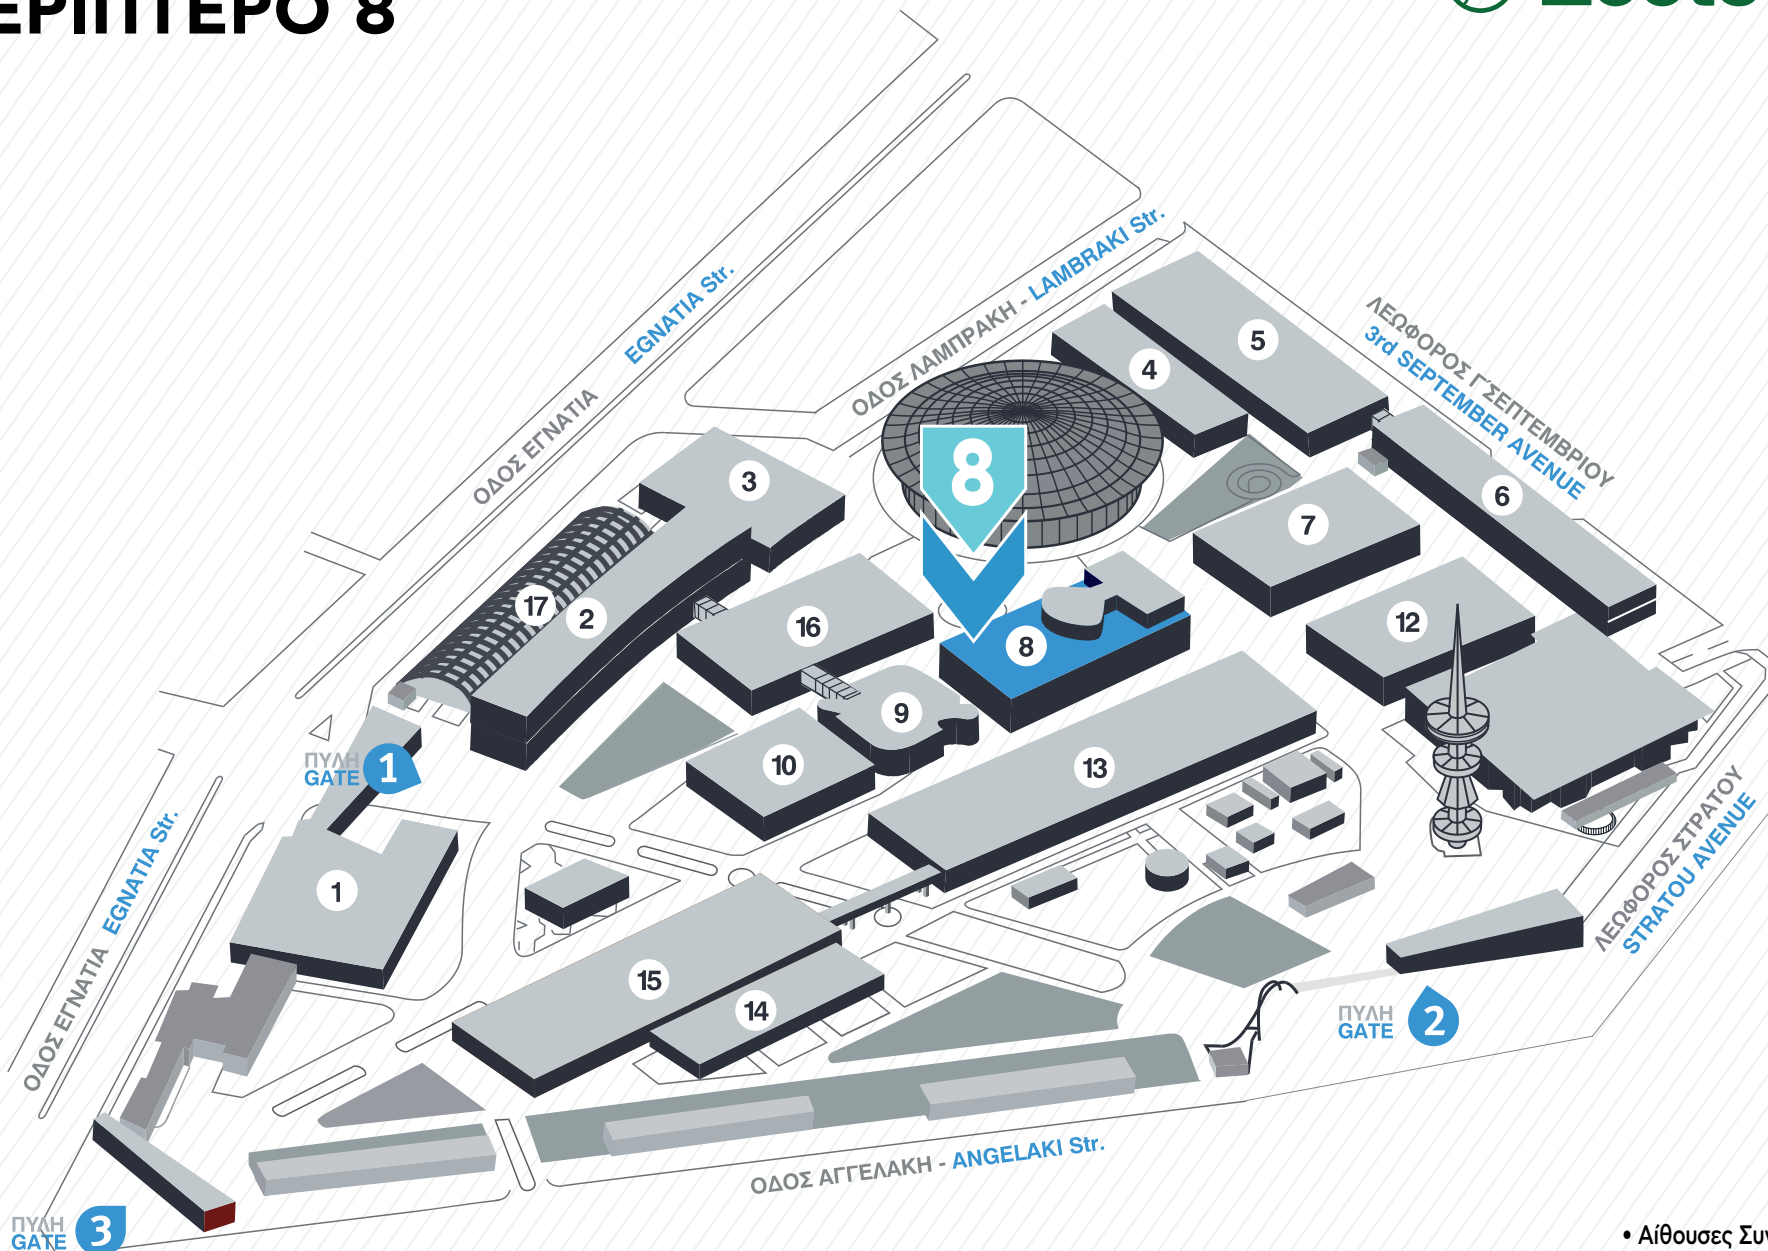 ΕΡΙΠΤΕΡΟ 8
ΟΔΟΣ ΕΓΝΑΤΙΑ EGNATIA Str.
ΟΔΟΣ ΛΑΜΠΡΑΚΗ - LAMBRAKI Str.
ΛΕΩΦΟΡΟΣ Γ΄ΣΕΠΤΕΜΒΡΙΟΥ
3rd SEPTEMBER AVENUE
5
4
8
3
6
7
17
2
16
8
12
9
10
13
ΠΥΛΗ
GATE 1
ΟΔΟΣ ΕΓΝΑΤΙΑ EGNATIA Str.
1
15
14
ΛΕΩΦΟΡΟΣ ΣΤΡΑΤΟΥ
STRATOU AVENUE
ΠΥΛΗ
GATE 2
ΟΔΟΣ ΑΓΓΕΛΑΚΗ - ANGELAKI Str.
ΠΥΛΗ
GATE 3
• Αίθουσες Συν